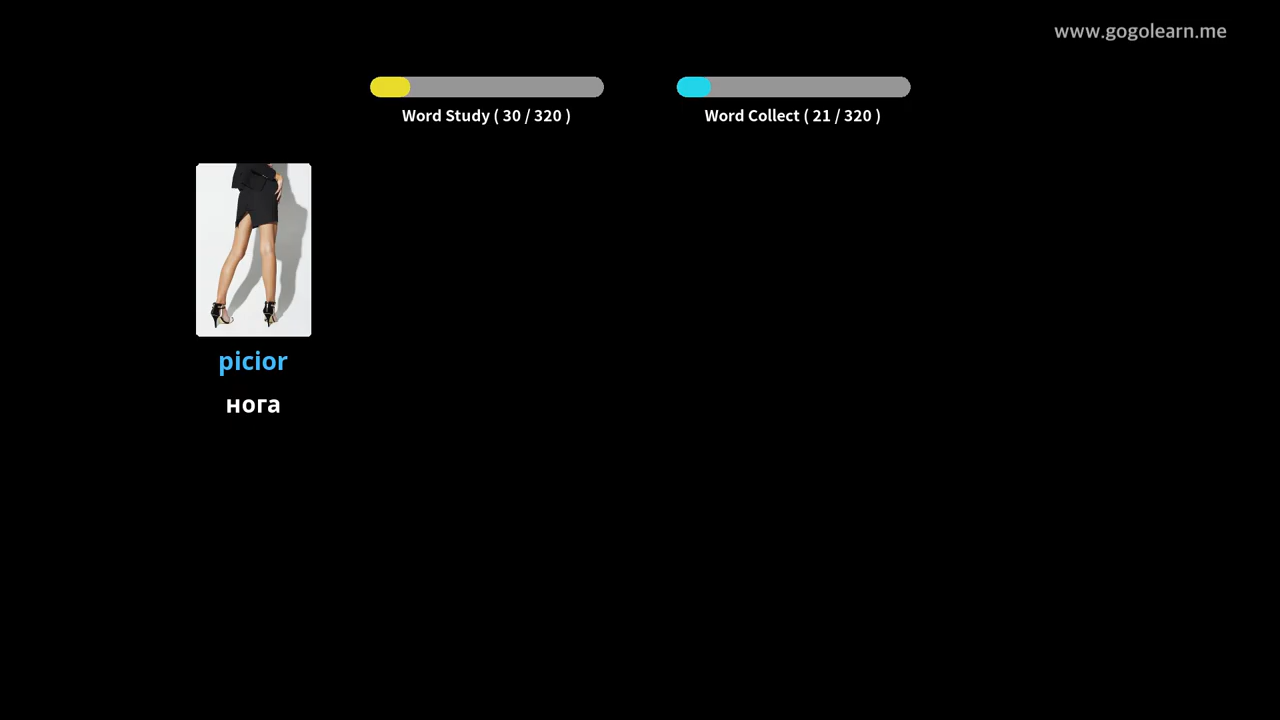 www.gogolearn.me
Word Study ( 30 / 320 )
Word Collect ( 21 / 320 )
picior
нога